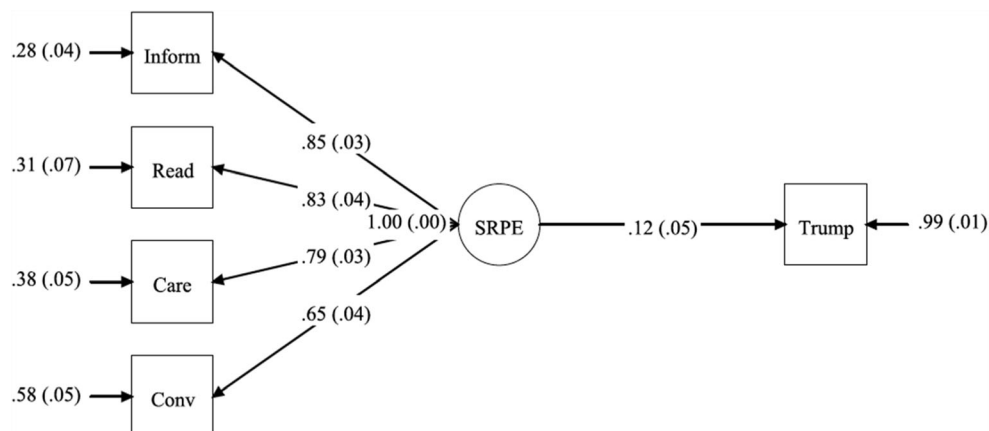 .28 (.04)
Inform
.85 (.03)
.31 (.07)
Read
.83 (.04)
1.00 (.00)
SRPE
.12 (.05)
Trump
.99 (.01)
.79 (.03)
.38 (.05)
Care
.65 (.04)
.58 (.05)
Conv